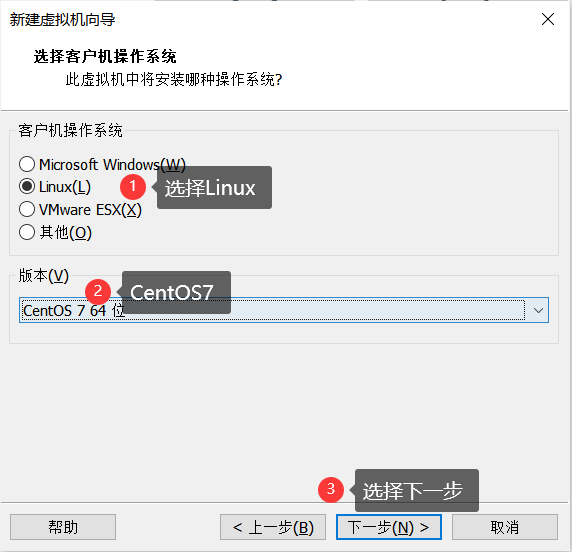 新建虚拟机向导
选择客户机操作系统
此虚拟机中将安装哪种操作系统?
客户机操作系统
Microsoft Windows(W)
Linux(L)
1 选择Linux
VMware ESX(X)
其他(O)
版本(V)
2 CentOS7
CentOS 7 64 位
3 选择下一步
帮助
< 上一步(B)
下一步(N) >
取消